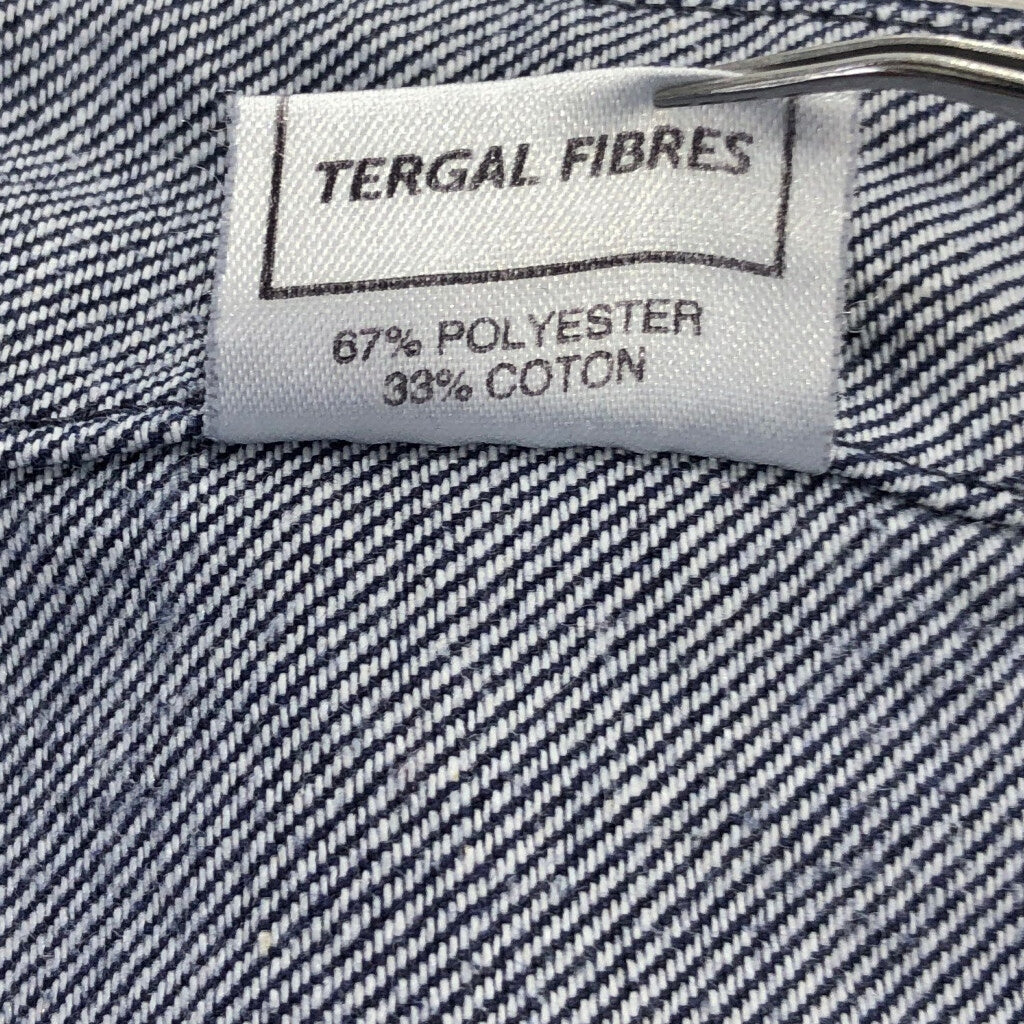 TERGAL FIBRES
67% POLYESTER
33% COTON